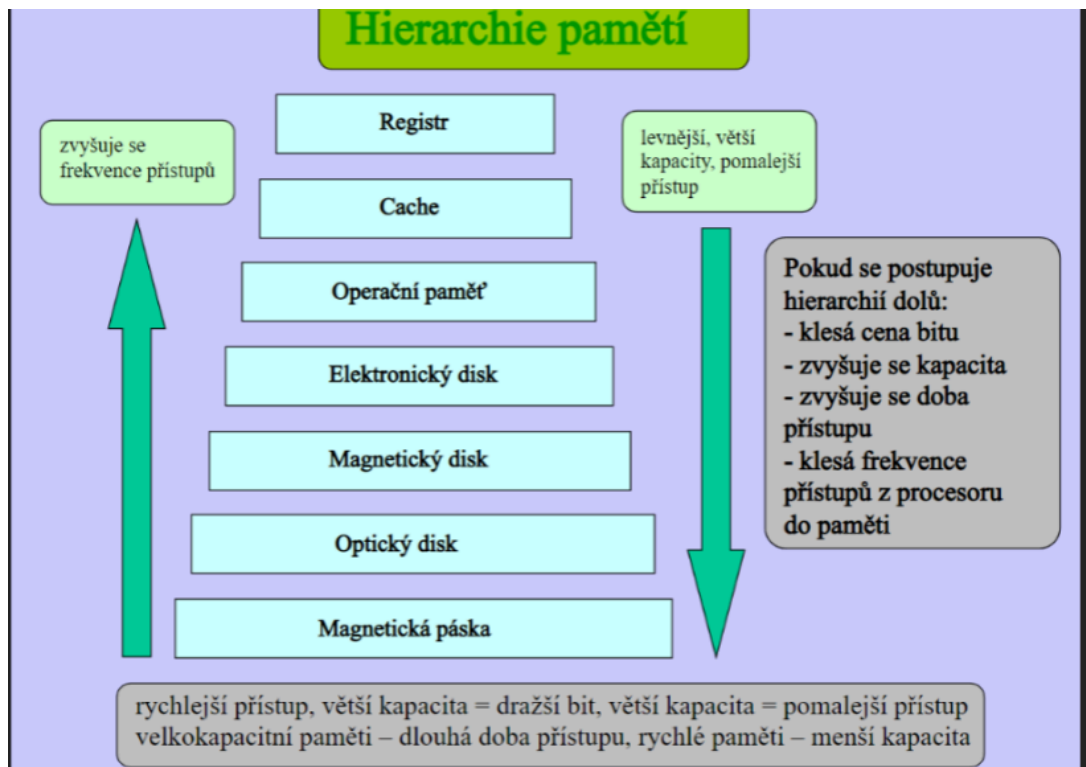 Hierarchie pamětí
zvyšuje se
frekvence přístupů
Registr
Cache
Operační paměť
Elektronický disk
Magnetický disk
Optický disk
Magnetická páska
levnější, větší
kapacity, pomalejší
přístup
Pokud se postupuje
hierarchií dolů:
- klesá cena bitu
- zvyšuje se kapacita
- zvyšuje se doba
přístupu
- klesá frekvence
přístupů z procesoru
do paměti
rychlejší přístup, větší kapacita = dražší bit, větší kapacita = pomalejší přístup
velkokapacitní paměti – dlouhá doba přístupu, rychlé paměti – menší kapacita